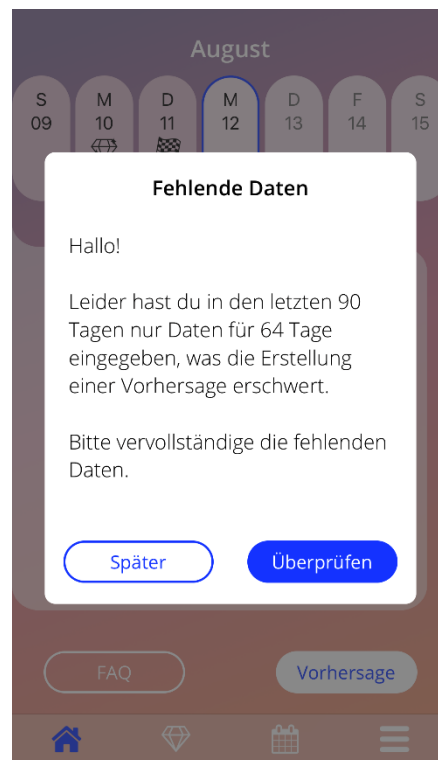 August
S M D M D F S
09 10 11 12 13 14 15
Fehlende Daten
Hallo!
Leider hast du in den letzten 90
Tagen nur Daten für 64 Tage
eingegeben, was die Erstellung
einer Vorhersage erschwert.
Bitte vervollständige die fehlenden
Daten.
Später Überprüfen
FAQ Vorhersage